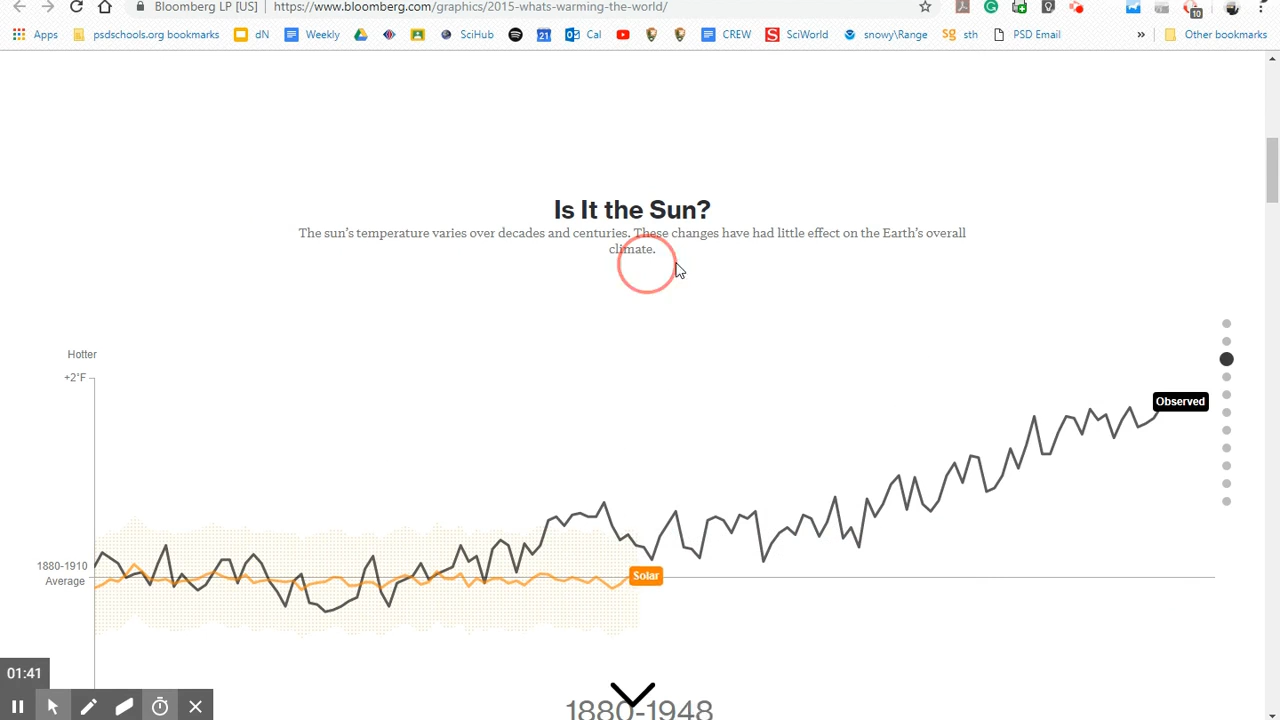 Bloomberg LP [US] https://www.bloomberg.com/graphics/2015-whats-warming-the-world/
10
Apps psdschools.org bookmarks dN Weekly 21 SciHub Cal CREW S SciWorld snowy\Range sg sth PSD Email » Other bookmarks
Is It the Sun?
The sun's temperature varies over decades and centuries. These changes have had little effect on the Earth's overall
climate.
Hotter
+2°F
Observed
1880-1910
Average
Solar
01:41
1880-1948